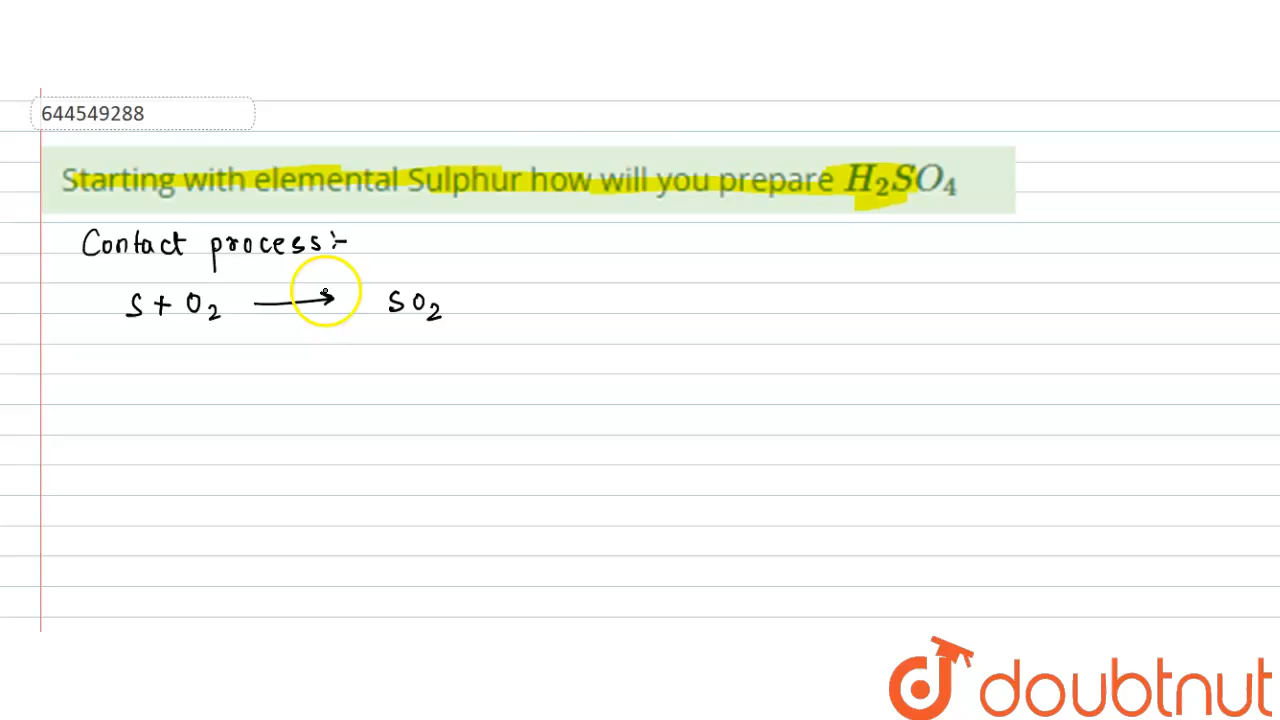 644549288
Starting with elemental Sulphur how will you prepare H₂SO₄
Contact process:-
S + O₂ → SO₂
doubtnut